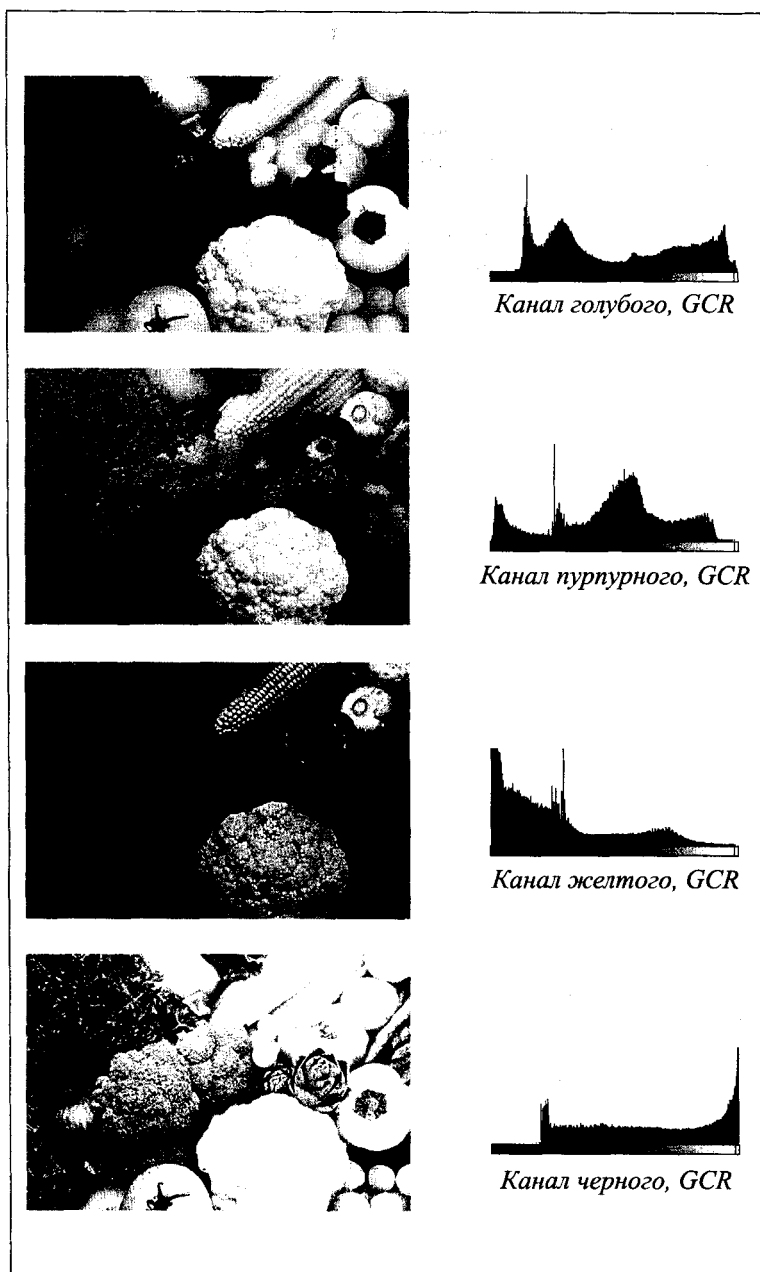 Канал голубого, GCR
Канал пурпурного, GCR
Канал желтого, GCR
Канал черного, GCR